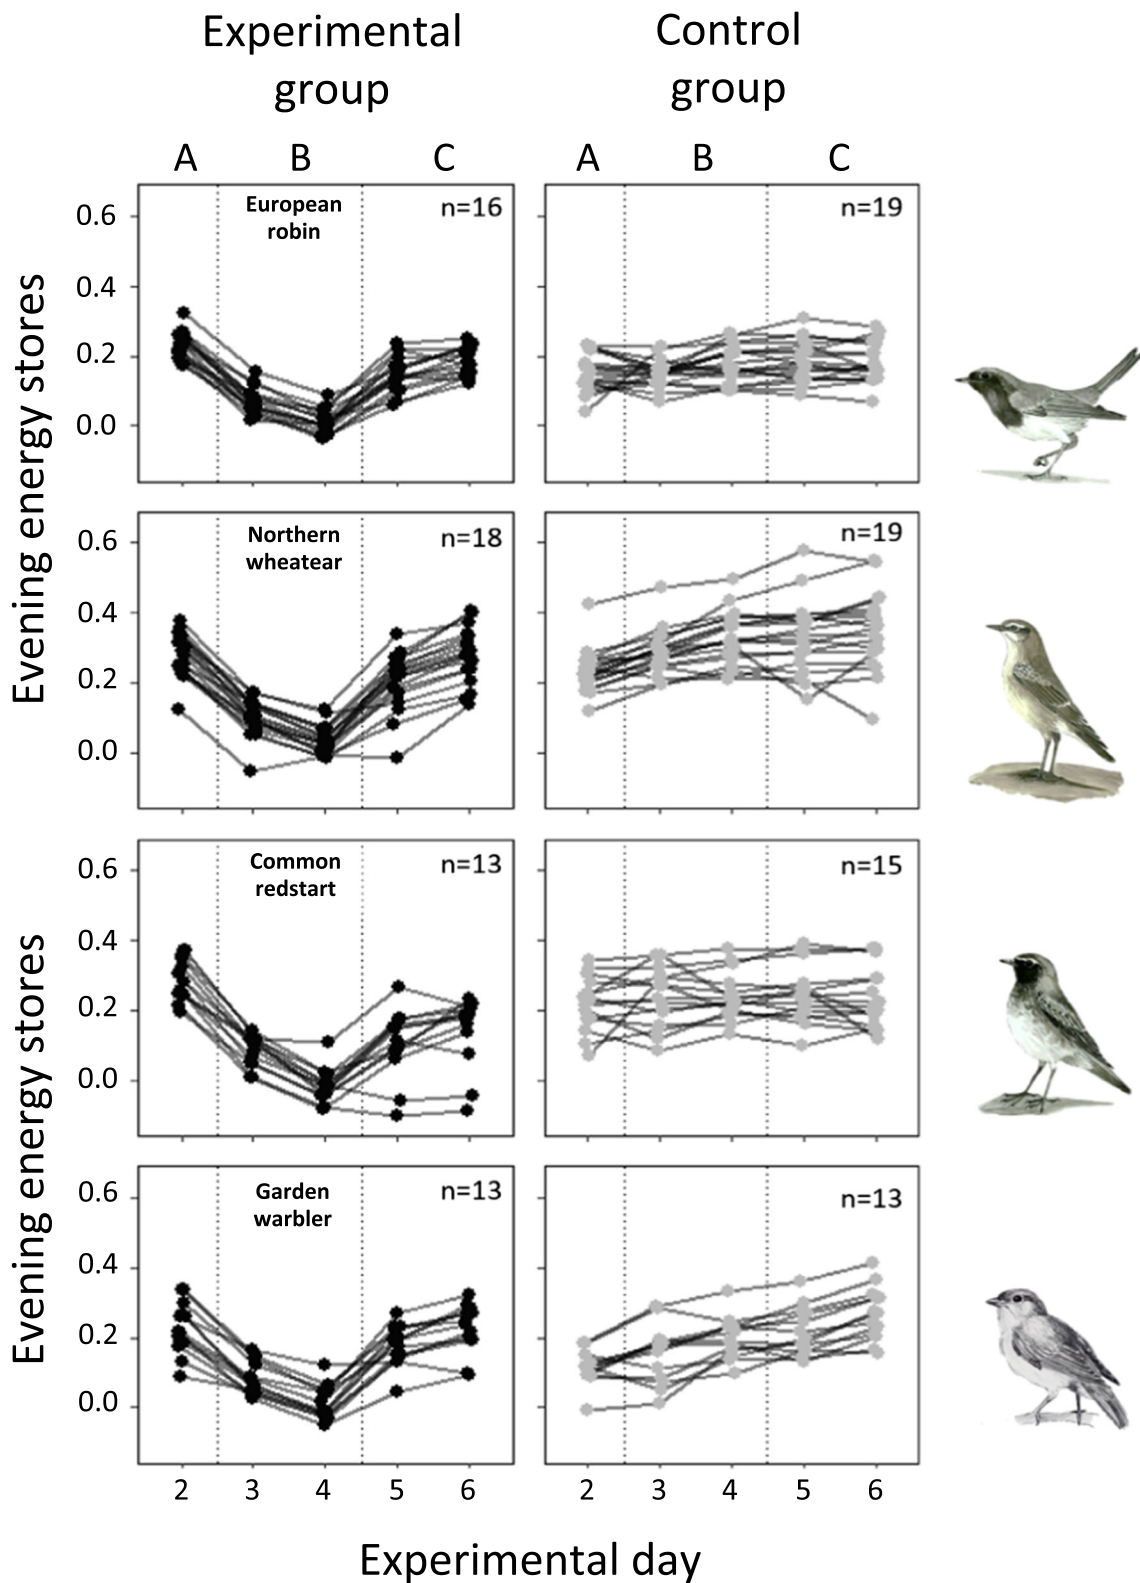 Experimental
group
Control
group
A B C A B C
Evening energy stores
European
robin
n=16
n=19
0.6
0.4
0.2
0.0
Northern
wheatear
n=18
n=19
0.6
0.4
0.2
0.0
Evening energy stores
Common
redstart
n=13
n=15
0.6
0.4
0.2
0.0
Garden
warbler
n=13
n=13
0.6
0.4
0.2
0.0
2 3 4 5 6 2 3 4 5 6
Experimental day